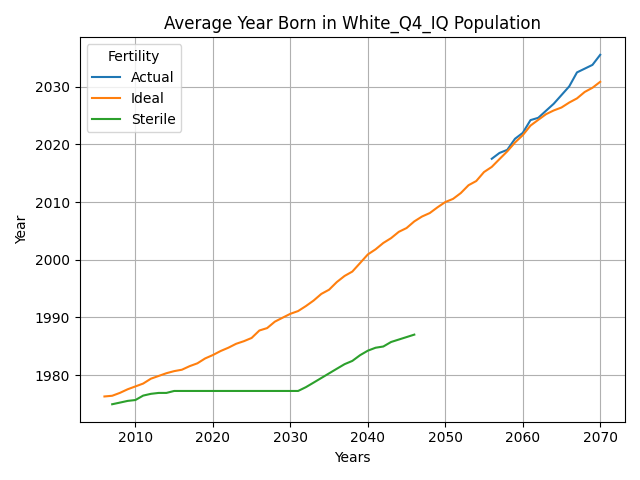 Average Year Born in White_Q4_IQ Population
Fertility
Actual
Ideal
Sterile
Year
2030
2020
2010
2000
1990
1980
2010 2020 2030 2040 2050 2060 2070
Years